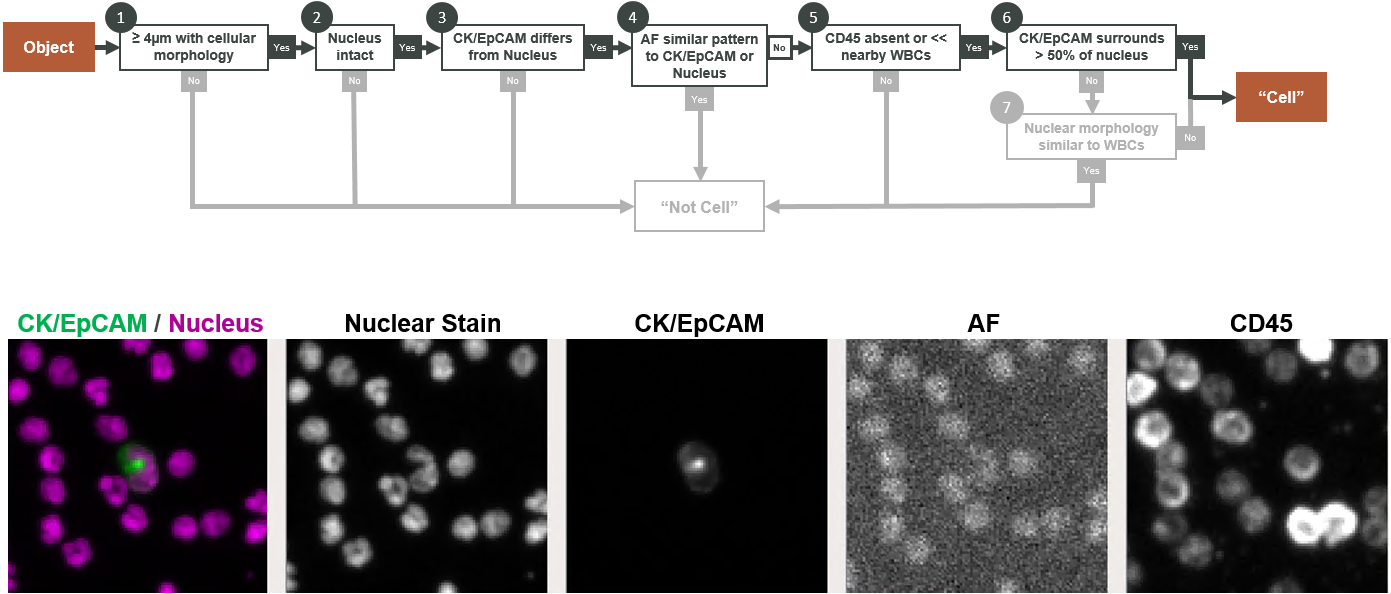 1
2
3
4
5
6
Object
≥ 4μm with cellular
morphology
Yes
No
Nucleus
intact
Yes
No
CK/EpCAM differs
from Nucleus
Yes
No
AF similar pattern
to CK/EpCAM or
Nucleus
No
Yes
CD45 absent or <<
nearby WBCs
Yes
No
CK/EpCAM surrounds
> 50% of nucleus
Yes
No
7
Nuclear morphology
similar to WBCs
No
Yes
“Cell”
“Not Cell”
CK/EpCAM / Nucleus
Nuclear Stain
CK/EpCAM
AF
CD45